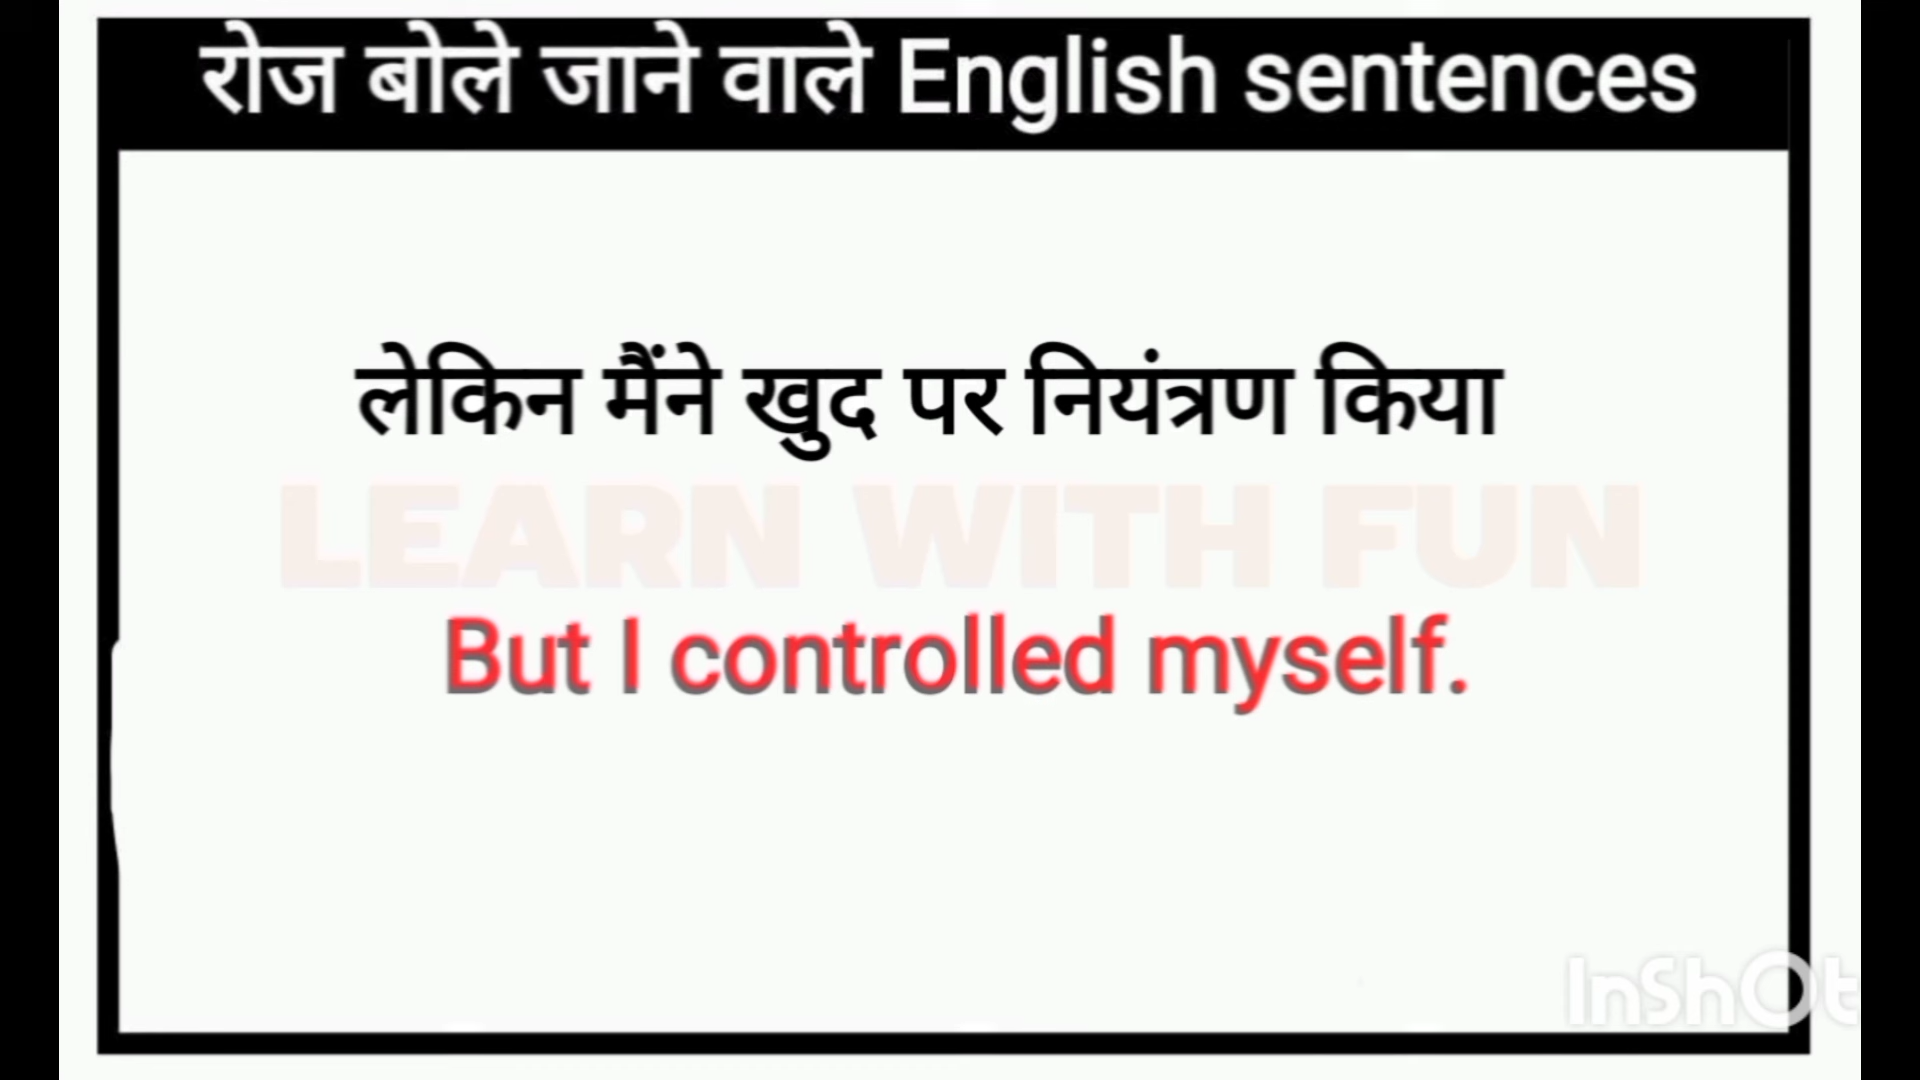 रोज बोले जाने वाले English sentences
लेकिन मैंने खुद पर नियंत्रण किया
LEARN WITH FUN
But I controlled myself.
InShOt